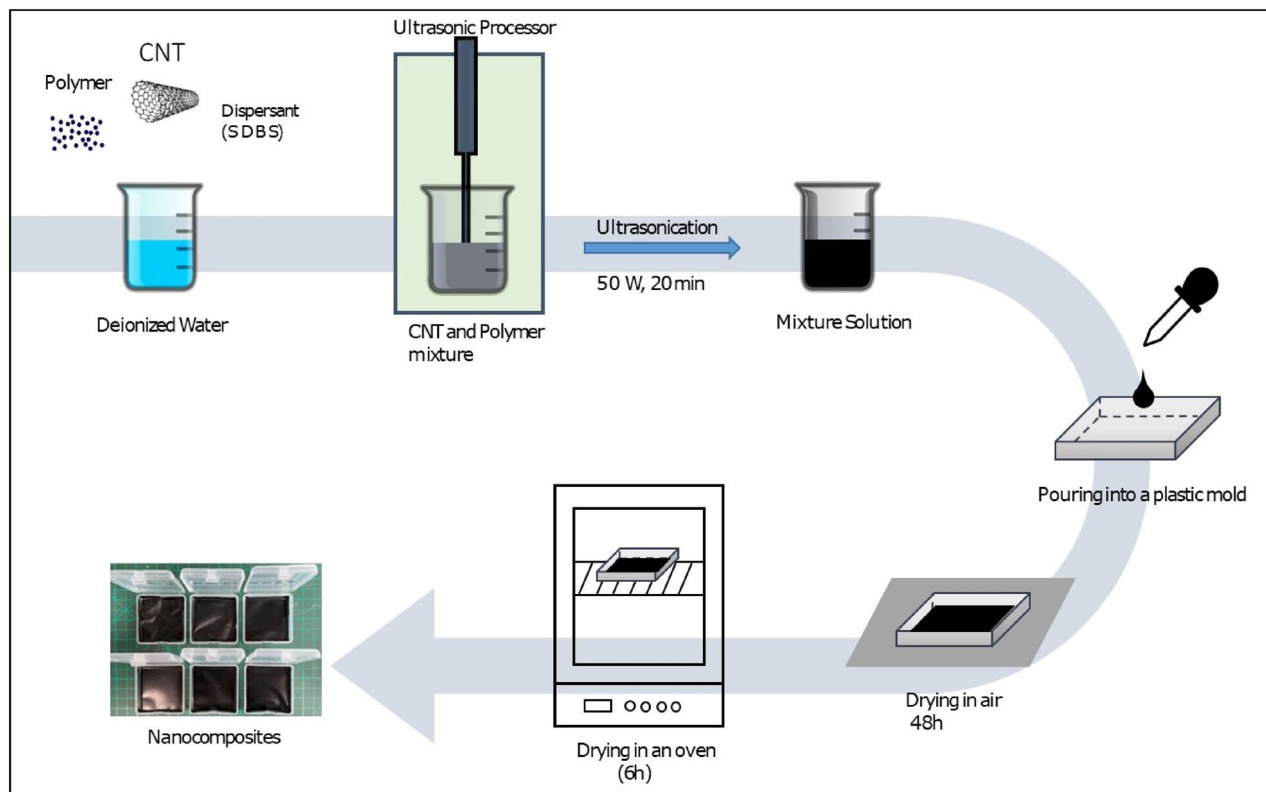 Ultrasonic Processor
CNT
Polymer
Dispersant
(SDBS)
Ultrasonication
50 W, 20min
Deionized Water
CNT and Polymer
mixture
Mixture Solution
Pouring into a plastic mold
Drying in air
48h
Drying in an oven
(6h)
Nanocomposites